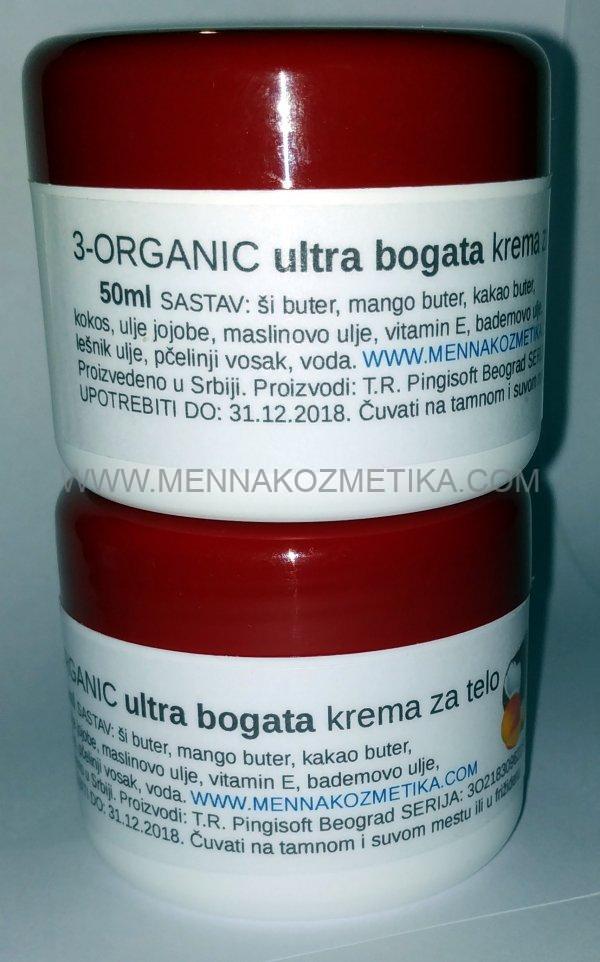 3-ORGANIC ultra bogata krema
50ml SASTAV: ši buter, mango buter, kakao buter,
kokos, ulje jojobe, maslinovo ulje, vitamin E, bademovo ulje,
lešnik ulje, pčelinji vosak, voda. WWW.MENNAKOZMETIKA
Proizvedeno u Srbiji. Proizvodi: T.R. Pingisoft Beograd
UPOTREBITI DO: 31.12.2018. Čuvati na tamnom i suvom
WWW.MENNAKOZMETIKA.COM
ultra bogata krema za telo
SASTAV: ši buter, mango buter, kakao buter,
jojobe, maslinovo ulje, vitamin E, bademovo ulje,
pčelinji vosak, voda. WWW.MENNAKOZMETIKA.COM
u Srbiji. Proizvodi: T.R. Pingisoft Beograd SERIJA:
DO: 31.12.2018. Čuvati na tamnom i suvom mestu ili u